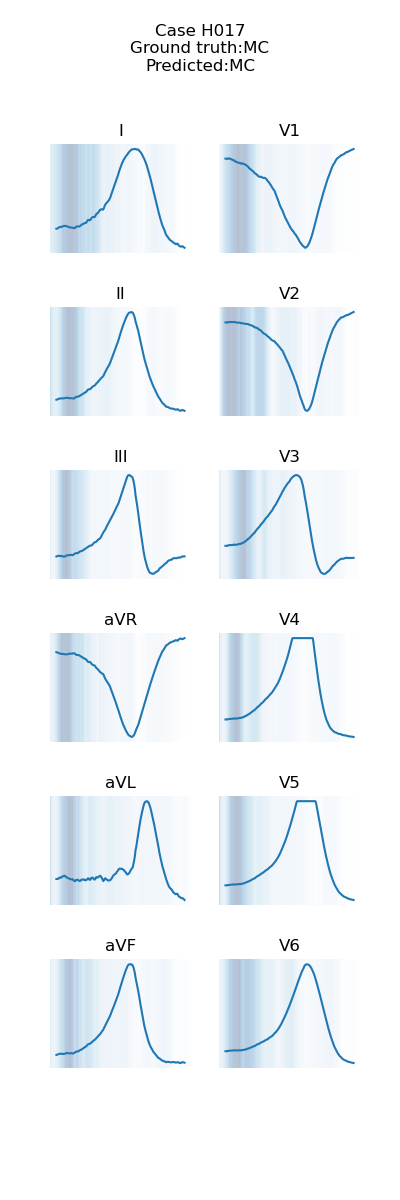 Case H017
Ground truth:MC
Predicted:MC
I
V1
II
V2
III
V3
aVR
V4
aVL
V5
aVF
V6